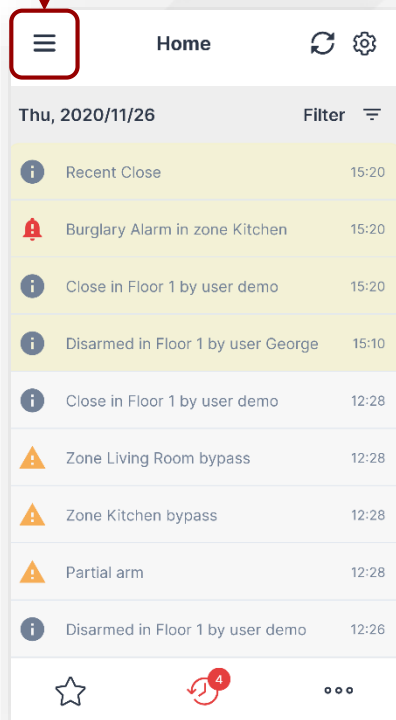 Home
Thu, 2020/11/26 Filter
Recent Close 15:20
Burglary Alarm in zone Kitchen 15:20
Close in Floor 1 by user demo 15:20
Disarmed in Floor 1 by user George 15:10
Close in Floor 1 by user demo 12:28
Zone Living Room bypass 12:28
Zone Kitchen bypass 12:28
Partial arm 12:28
Disarmed in Floor 1 by user demo 12:26
4